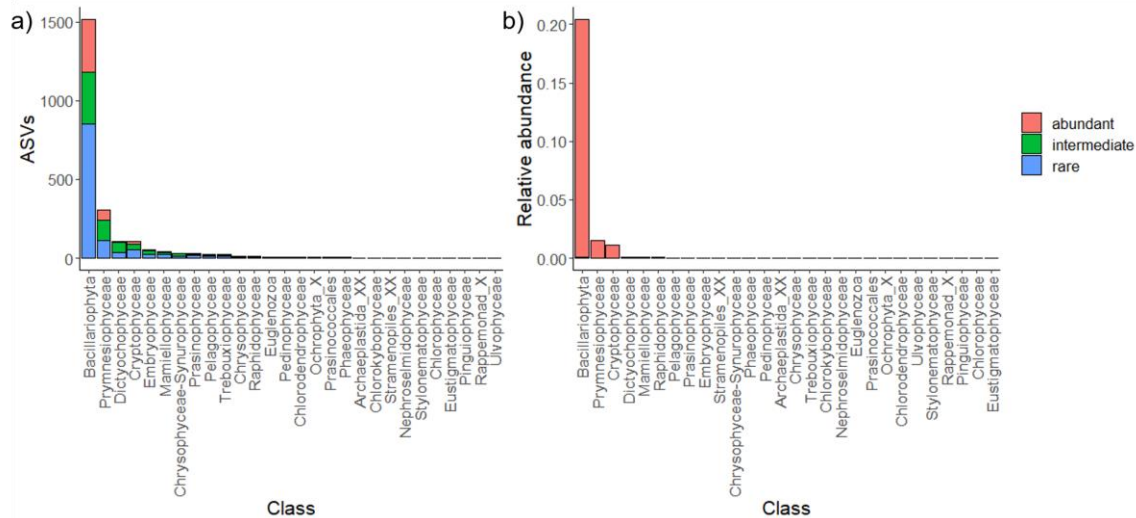 a)
1500
1000
500
0
ASVs
Bacillariophyta
Prymnesiophyceae
Dictyochophyceae
Cryptophyceae
Embryophyceae
Mamiellophyceae
Chrysophyceae-Synurophyceae
Prasinophyceae
Pelagophyceae
Trebouxiophyceae
Chrysophyceae
Raphidophyceae
Euglenozoa
Pedinophyceae
Chlorodendrophyceae
Ochrophyta_X
Prasinococcales
Phaeophyceae
Archaeplastida_XX
Chlorokybophyceae
Stramenopiles_XX
Nephroselmidophyceae
Stylonematophyceae
Eustigmatophyceae
Chlorophyceae
Pinguiophyceae
Rappemonad_X
Ulvophyceae
Class
b)
0.20
0.15
0.10
0.05
0.00
Relative abundance
Bacillariophyta
Prymnesiophyceae
Cryptophyceae
Dictyochophyceae
Mamiellophyceae
Raphidophyceae
Pelagophyceae
Prasinophyceae
Embryophyceae
Stramenopiles_XX
Chrysophyceae-Synurophyceae
Phaeophyceae
Pedinophyceae
Archaeplastida_XX
Chrysophyceae
Trebouxiophyceae
Chlorokybophyceae
Nephroselmidophyceae
Euglenozoa
Prasinococcales
Ochrophyta_X
Chlorodendrophyceae
Ulvophyceae
Stylonematophyceae
Rappemonad_X
Pinguiophyceae
Chlorophyceae
Eustigmatophyceae
Class
abundant
intermediate
rare